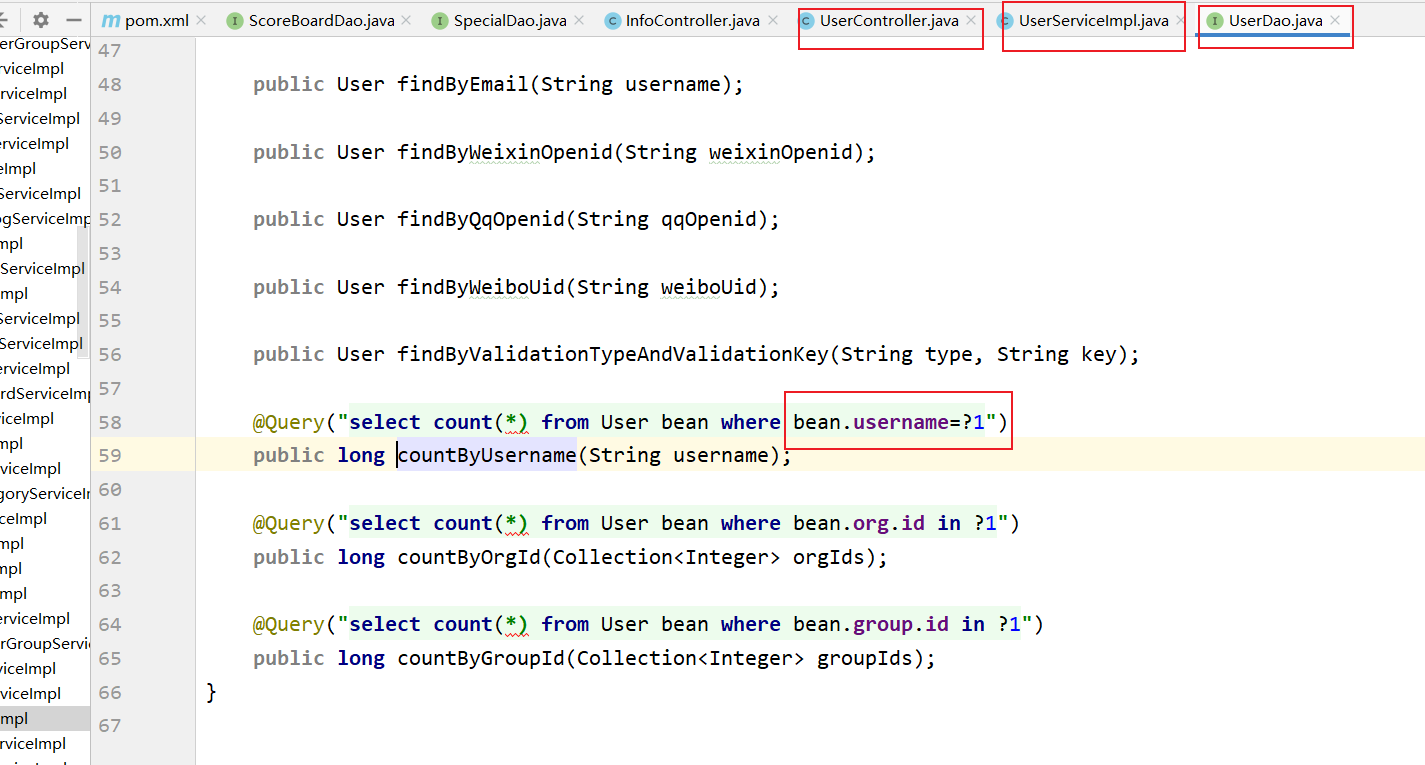 pom.xml ScoreBoardDao.java SpecialDao.java InfoController.java UserController.java UserServiceImpl.java UserDao.java
erGroupServ
rviceImpl
rviceImpl
ServiceImpl
erviceImpl
eImpl
ServiceImpl
ogServiceImp
mpl
ServiceImpl
mpl
ServiceImpl
ServiceImpl
erviceImpl
rdServiceImp
viceImpl
mpl
viceImpl
goryServiceI
ceImpl
mpl
mpl
mpl
erviceImpl
rGroupServi
viceImpl
viceImpl
mpl
rviceImpl
47
48 public User findByEmail(String username);
49
50 public User findByWeixinOpenid(String weixinOpenid);
51
52 public User findByQqOpenid(String qqOpenid);
53
54 public User findByWeiboUid(String weiboUid);
55
56 public User findByValidationTypeAndValidationKey(String type, String key);
57
58 @Query("select count(*) from User bean where bean.username=?1")
59 public long countByUsername(String username);
60
61 @Query("select count(*) from User bean where bean.org.id in ?1")
62 public long countByOrgId(Collection<Integer> orgIds);
63
64 @Query("select count(*) from User bean where bean.group.id in ?1")
65 public long countByGroupId(Collection<Integer> groupIds);
66 }
67